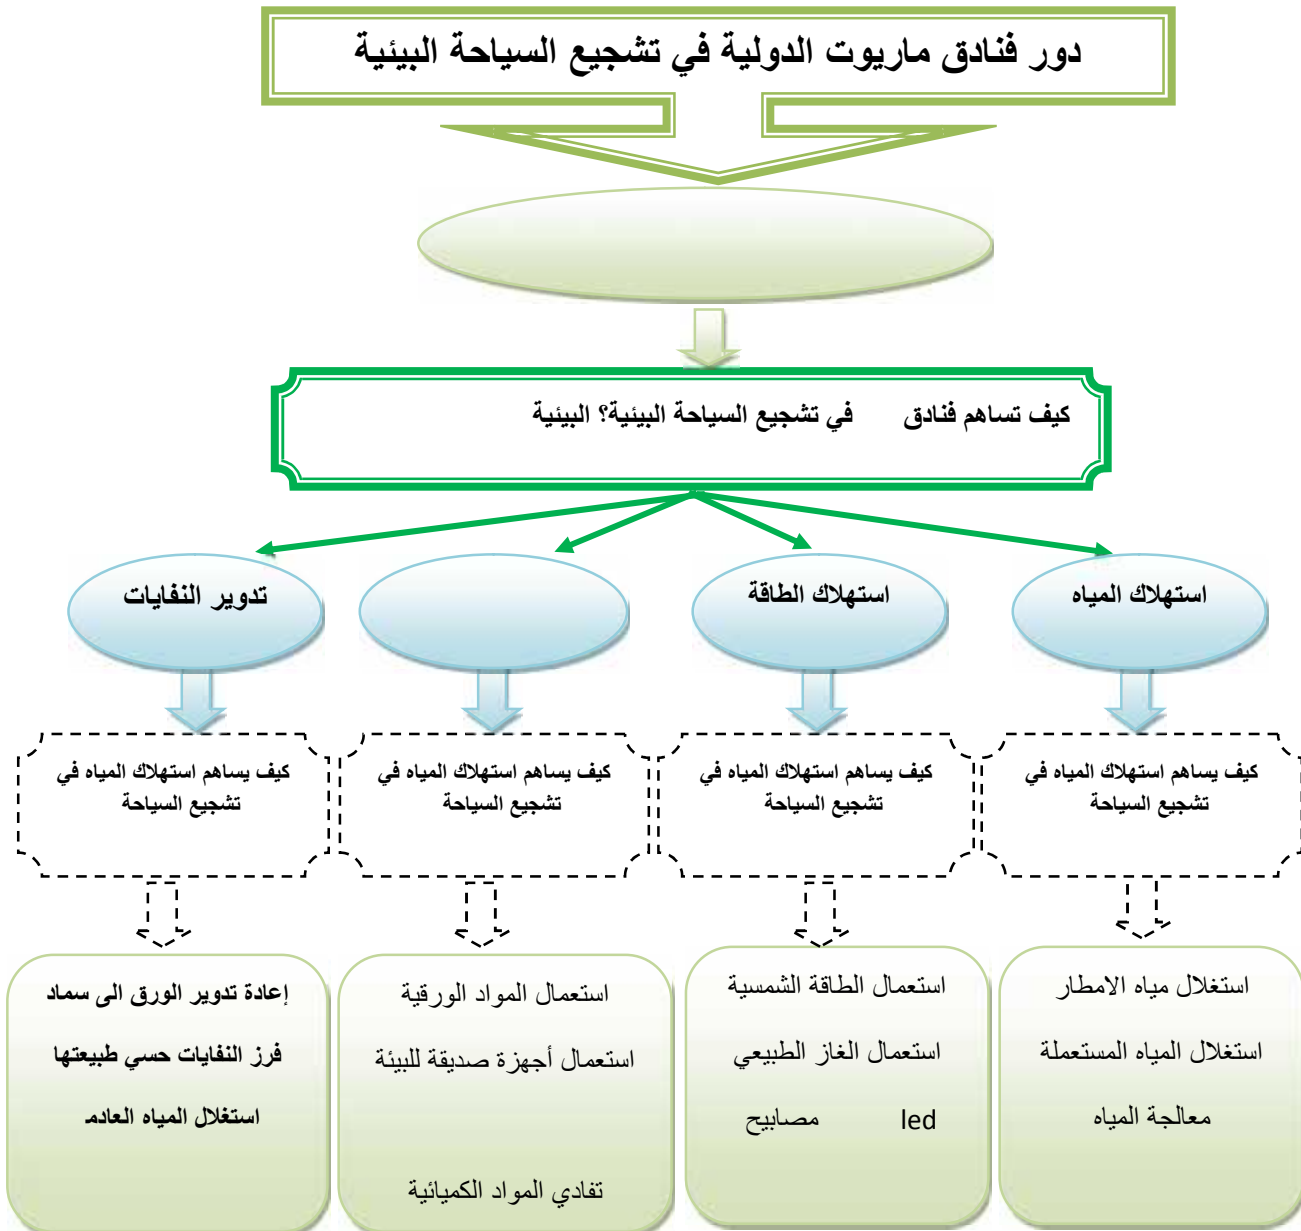 دور فنادق ماريوت الدولية في تشجيع السياحة البيئية
كيف تساهم فنادق في تشجيع السياحة البيئية؟ البيئية
استهلاك المياه
استهلاك الطاقة
تدوير النفايات
كيف يساهم استهلاك المياه في
تشجيع السياحة
كيف يساهم استهلاك المياه في
تشجيع السياحة
كيف يساهم استهلاك المياه في
تشجيع السياحة
كيف يساهم استهلاك المياه في
تشجيع السياحة
استغلال مياه الامطار
استغلال المياه المستعملة
معالجة المياه
استعمال الطاقة الشمسية
استعمال الغاز الطبيعي
مصابيح led
استعمال المواد الورقية
استعمال أجهزة صديقة للبيئة
تفادي المواد الكميائية
إعادة تدوير الورق الى سماد
فرز النفايات حسي طبيعتها
استغلال المياه العادمـ